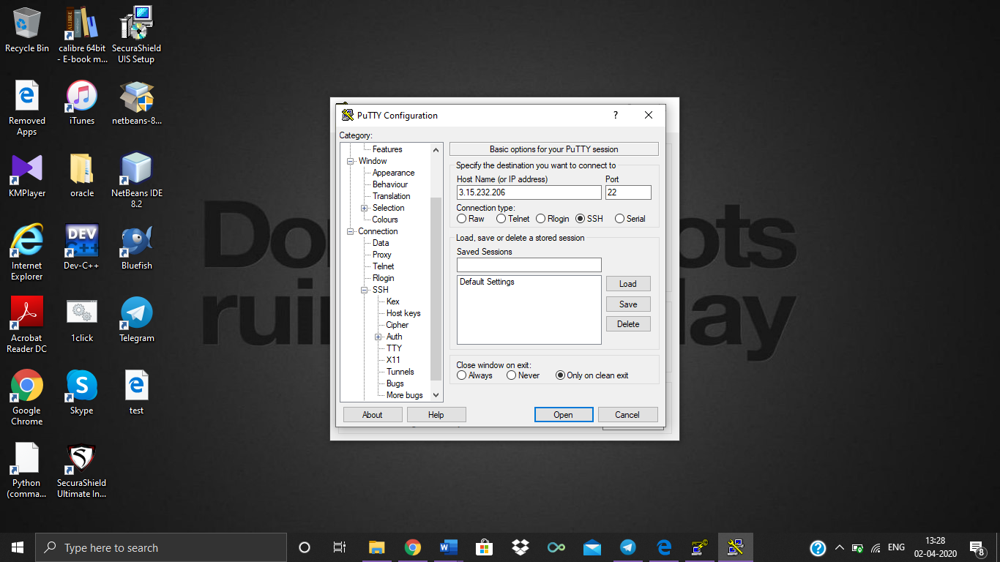 Recycle Bin
calibre 64bit
- E-book m...
SecuraShield
UIS Setup
Removed
Apps
iTunes
netbeans-8...
KMPlayer
oracle
NetBeans IDE
8.2
Internet
Explorer
DEV
C++
Dev-C++
Bluefish
Acrobat
Reader DC
1click
Telegram
Google
Chrome
Skype
test
Python
(comma...
SecuraShield
Ultimate In...
Do
ots
rui
lay
PuTTY Configuration
?
Category:
Features
Window
Appearance
Behaviour
Translation
Selection
Colours
Connection
Data
Proxy
Telnet
Rlogin
SSH
Kex
Host keys
Cipher
Auth
TTY
X11
Tunnels
Bugs
More bugs
Basic options for your PuTTY session
Specify the destination you want to connect to
Host Name (or IP address) Port
3.15.232.206 22
Connection type:
Raw Telnet Rlogin SSH Serial
Load, save or delete a stored session
Saved Sessions
Default Settings
Load
Save
Delete
Close window on exit:
Always Never Only on clean exit
About Help Open Cancel
Type here to search
ENG
13:28
02-04-2020
8